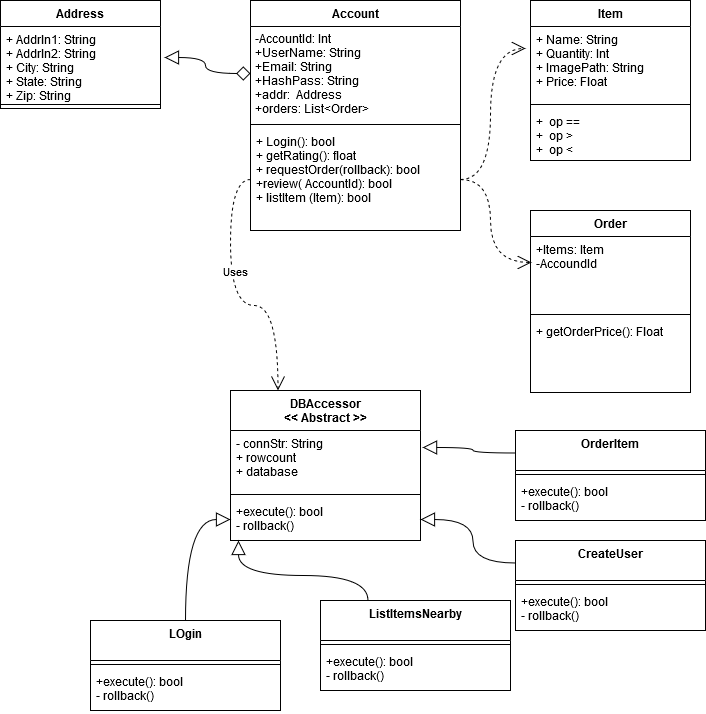 Address
+ AddrIn1: String
+ AddrIn2: String
+ City: String
+ State: String
+ Zip: String
Account
-AccountId: Int
+UserName: String
+Email: String
+HashPass: String
+addr:  Address
+orders: List<Order>
+ Login(): bool
+ getRating(): float
+ requestOrder(rollback): bool
+review( AccountId): bool
+ listItem (Item): bool
Item
+ Name: String
+ Quantity: Int
+ ImagePath: String
+ Price: Float
+  op ==
+  op >
+  op <
Order
+Items: Item
-AccoundId
+ getOrderPrice(): Float
Uses
DBAccessor
<< Abstract >>
- connStr: String
+ rowcount
+ database
+execute(): bool
- rollback()
OrderItem
+execute(): bool
- rollback()
CreateUser
+execute(): bool
- rollback()
ListItemsNearby
+execute(): bool
- rollback()
LOgin
+execute(): bool
- rollback()